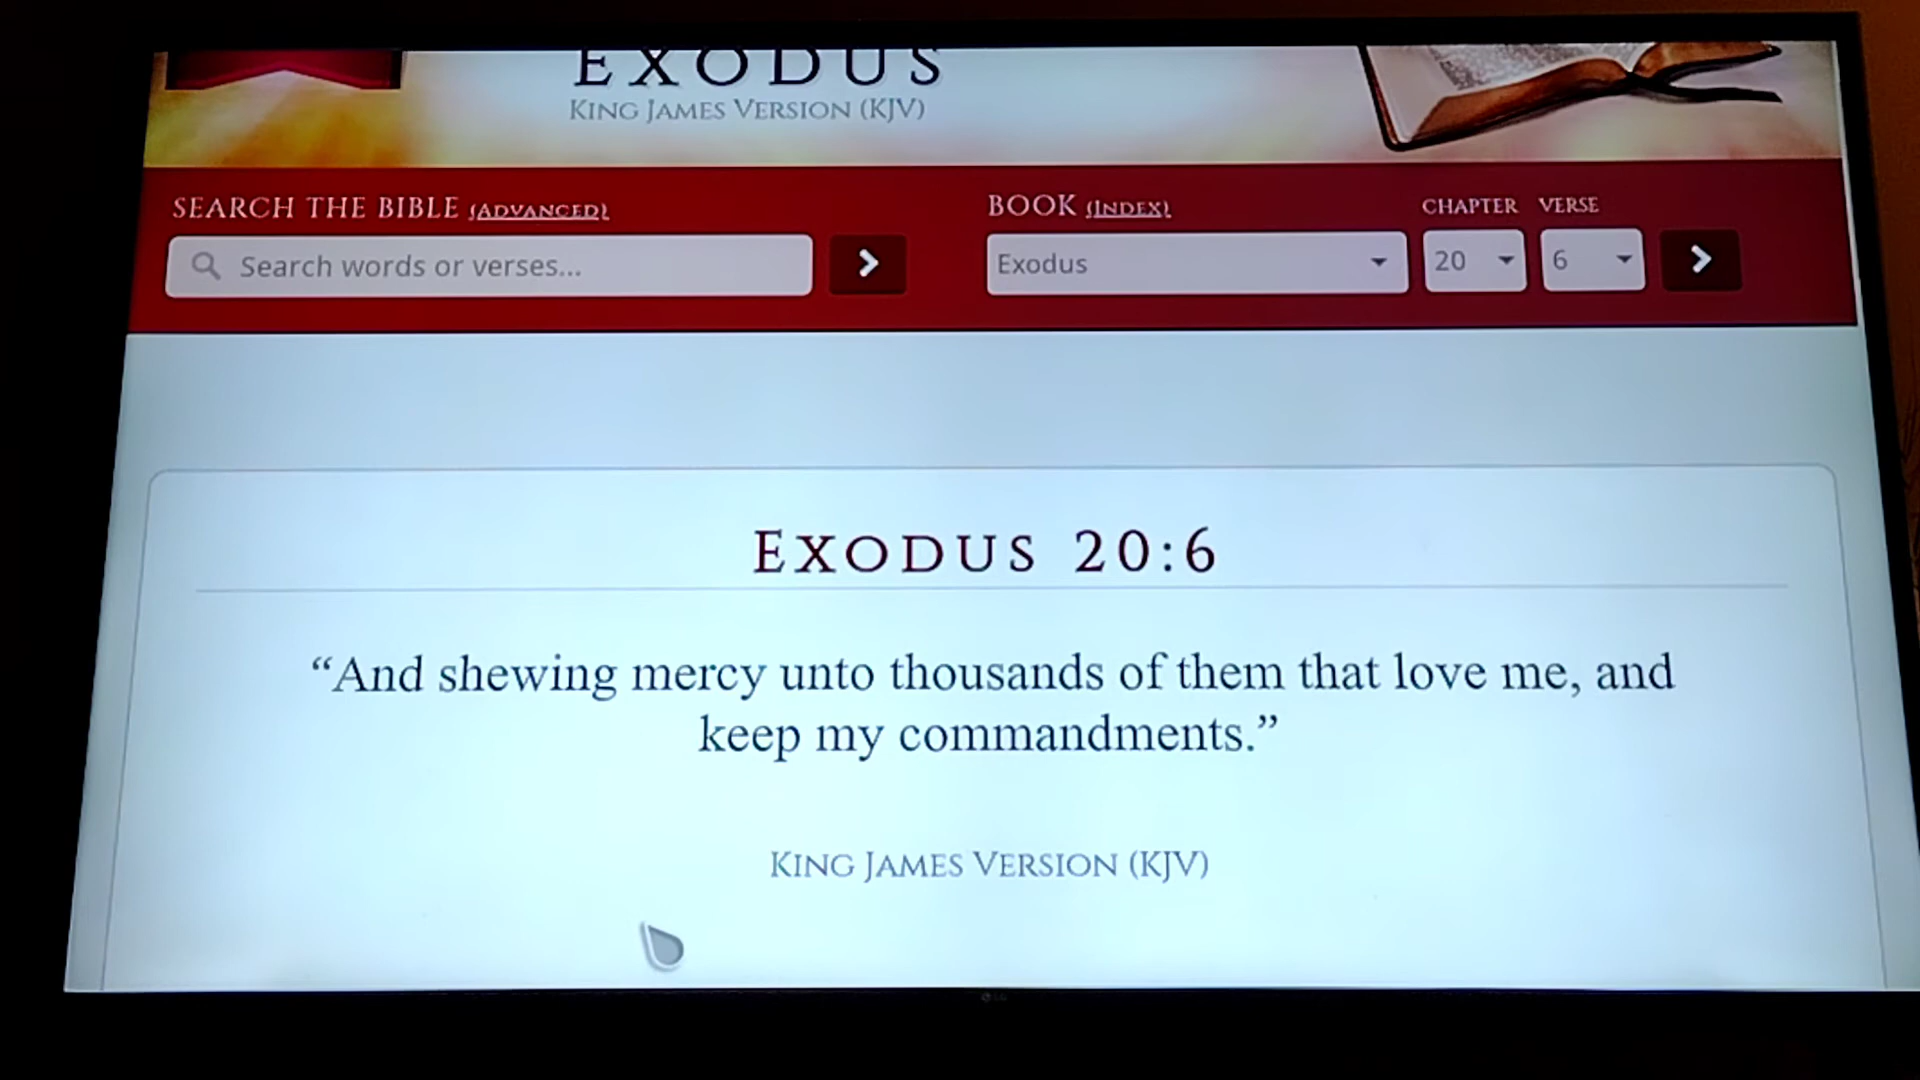 EXODUS
KING JAMES VERSION (KJV)
SEARCH THE BIBLE (ADVANCED)
Search words or verses...
BOOK (INDEX)
Exodus
CHAPTER
20
VERSE
6
EXODUS 20:6
“And shewing mercy unto thousands of them that love me, and
keep my commandments.”
KING JAMES VERSION (KJV)
LG